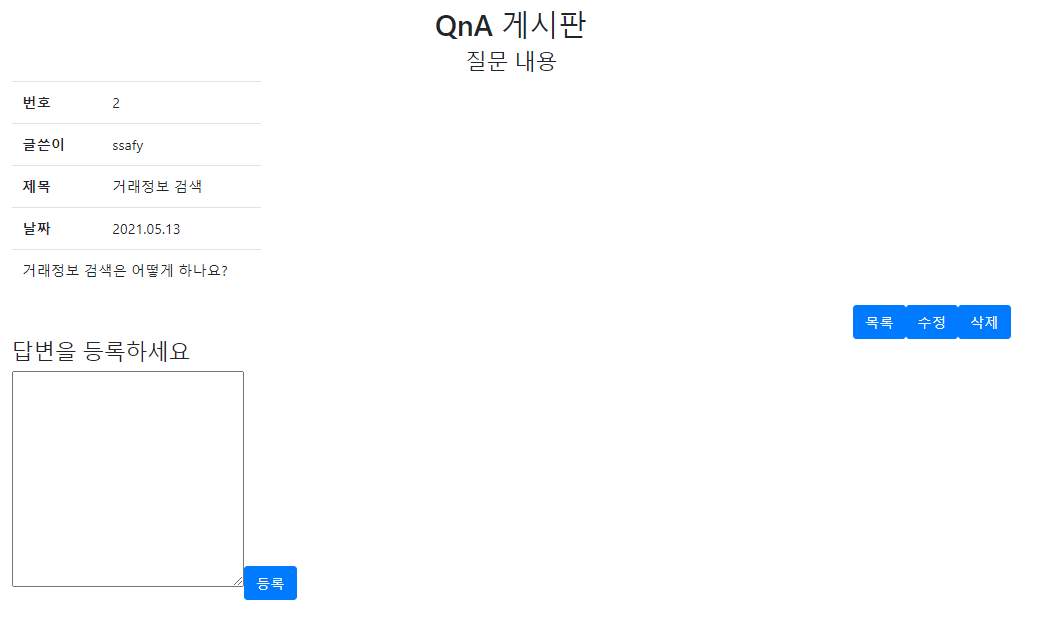 QnA 게시판
질문 내용
번호 2
글쓴이 ssafy
제목 거래정보 검색
날짜 2021.05.13
거래정보 검색은 어떻게 하나요?
목록 수정 삭제
답변을 등록하세요
등록